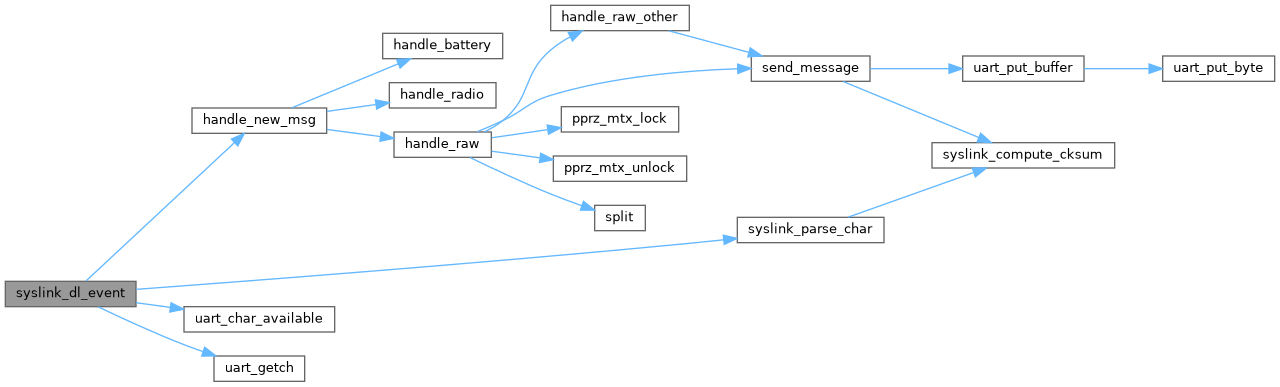 handle_raw_other
handle_battery
send_message
uart_put_buffer
uart_put_byte
handle_radio
handle_new_msg
pprz_mtx_lock
handle_raw
syslink_compute_cksum
pprz_mtx_unlock
split
syslink_parse_char
syslink_dl_event
uart_char_available
uart_getch